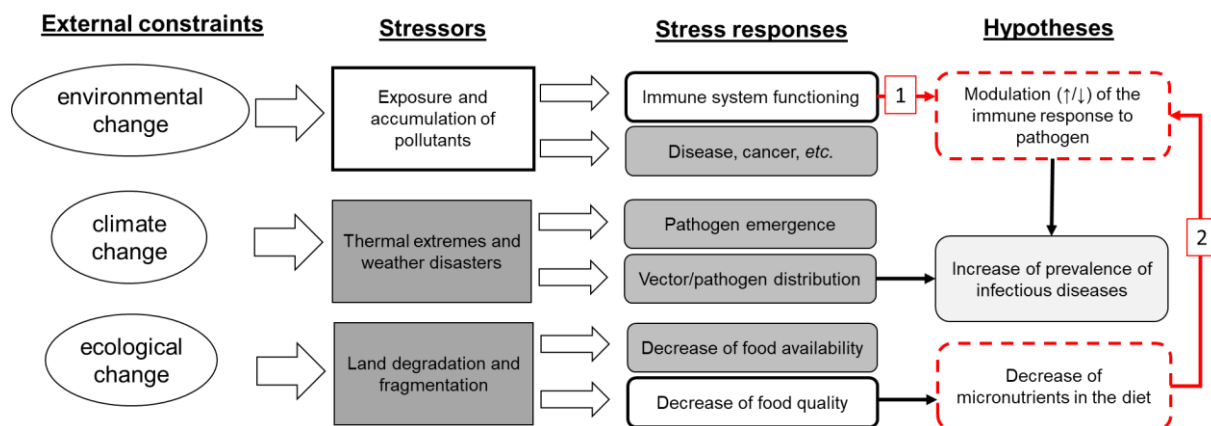 External constraints
Stressors
Stress responses
Hypotheses
environmental
change
Exposure and
accumulation of
pollutants
Immune system functioning
1
Modulation (↑/↓) of the
immune response to
pathogen
Disease, cancer, etc.
climate
change
Thermal extremes and
weather disasters
Pathogen emergence
Vector/pathogen distribution
Increase of prevalence of
infectious diseases
2
ecological
change
Land degradation and
fragmentation
Decrease of food availability
Decrease of food quality
Decrease of
micronutrients in the diet